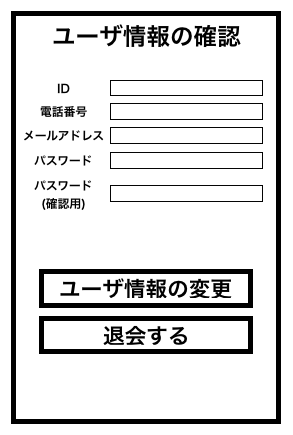 ユーザ情報の確認
ID
電話番号
メールアドレス
パスワード
パスワード
(確認用)
ユーザ情報の変更
退会する